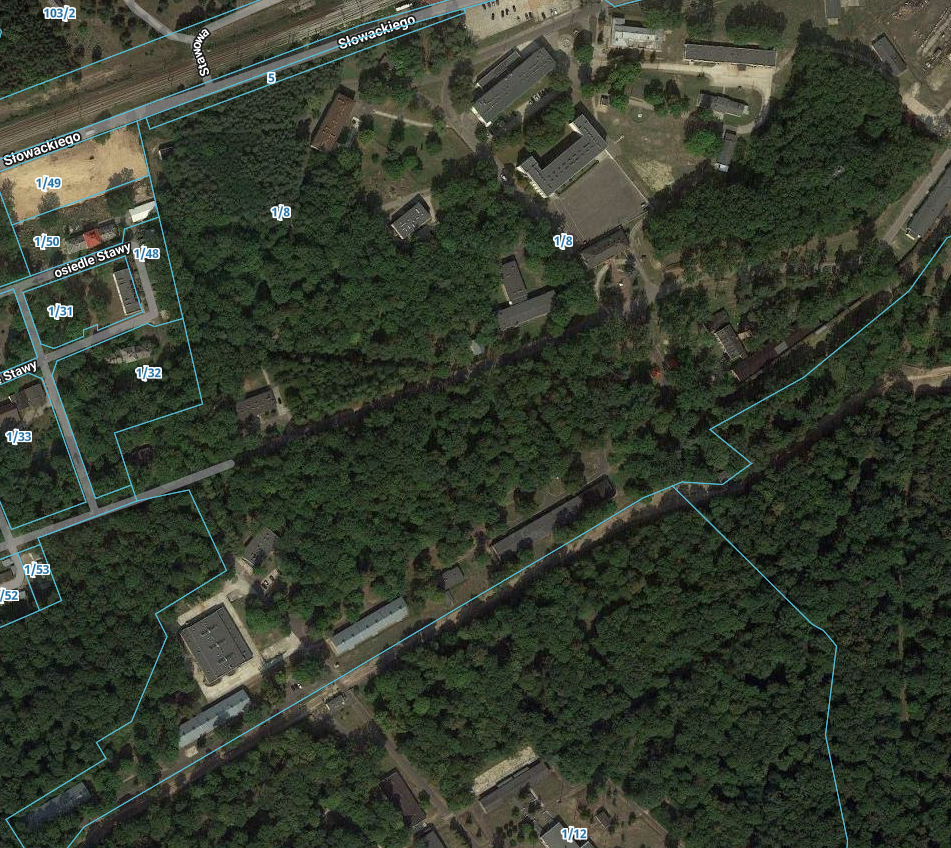 103/2
Stawowa
Słowackiego
5
Słowackiego
1/49
1/8
1/50
1/48
1/8
osiedle Stawy
1/31
Stawy
1/32
1/33
1/53
/52
1/12